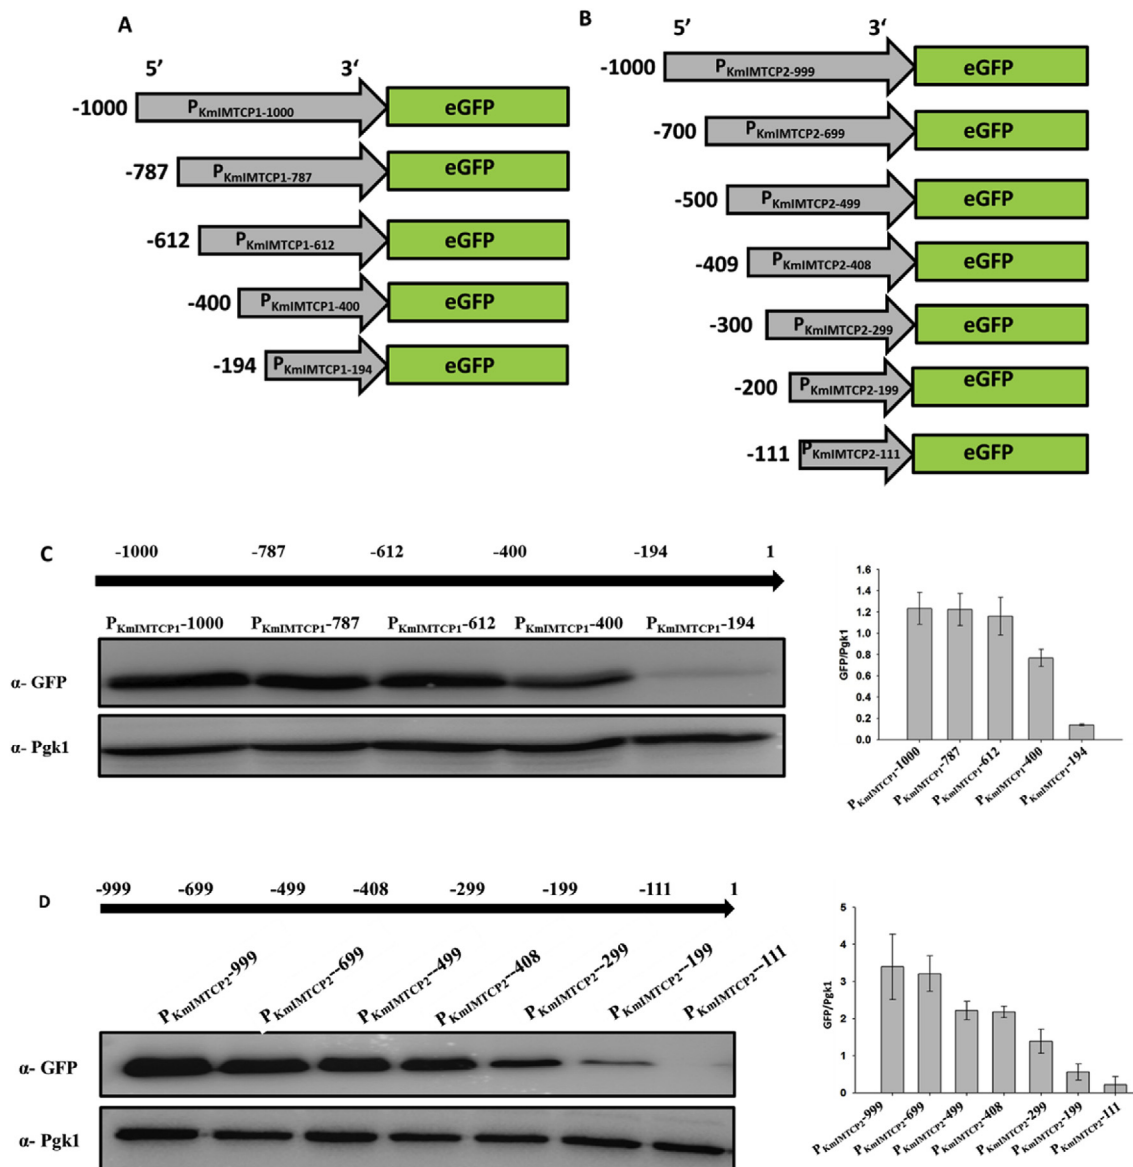 A
5’ 3‘
-1000 PKmIMTCP1-1000 eGFP
-787 PKmIMTCP1-787 eGFP
-612 PKmIMTCP1-612 eGFP
-400 PKmIMTCP1-400 eGFP
-194 PKmIMTCP1-194 eGFP
B
5’ 3‘
-1000 PKmIMTCP2-999 eGFP
-700 PKmIMTCP2-699 eGFP
-500 PKmIMTCP2-499 eGFP
-409 PKmIMTCP2-408 eGFP
-300 PKmIMTCP2-299 eGFP
-200 PKmIMTCP2-199 eGFP
-111 PKmIMTCP2-111 eGFP
C
-1000 -787 -612 -400 -194 1
PKmIMTCP1-1000 PKmIMTCP1-787 PKmIMTCP1-612 PKmIMTCP1-400 PKmIMTCP1-194
α- GFP
α- Pgk1
GFP/Pgk1
1.6
1.4
1.2
1.0
0.8
0.6
0.4
0.2
0.0
PKmIMTCP1-1000 PKmIMTCP1-787 PKmIMTCP1-612 PKmIMTCP1-400 PKmIMTCP1-194
D
-999 -699 -499 -408 -299 -199 -111 1
PKmIMTCP2-999 PKmIMTCP2--699 PKmIMTCP2--499 PKmIMTCP2--408 PKmIMTCP2--299 PKmIMTCP2--199 PKmIMTCP2--111
α- GFP
α- Pgk1
GFP/Pgk1
5
4
3
2
1
0
PKmIMTCP2-999 PKmIMTCP2-699 PKmIMTCP2-499 PKmIMTCP2-408 PKmIMTCP2-299 PKmIMTCP2-199 PKmIMTCP2-111